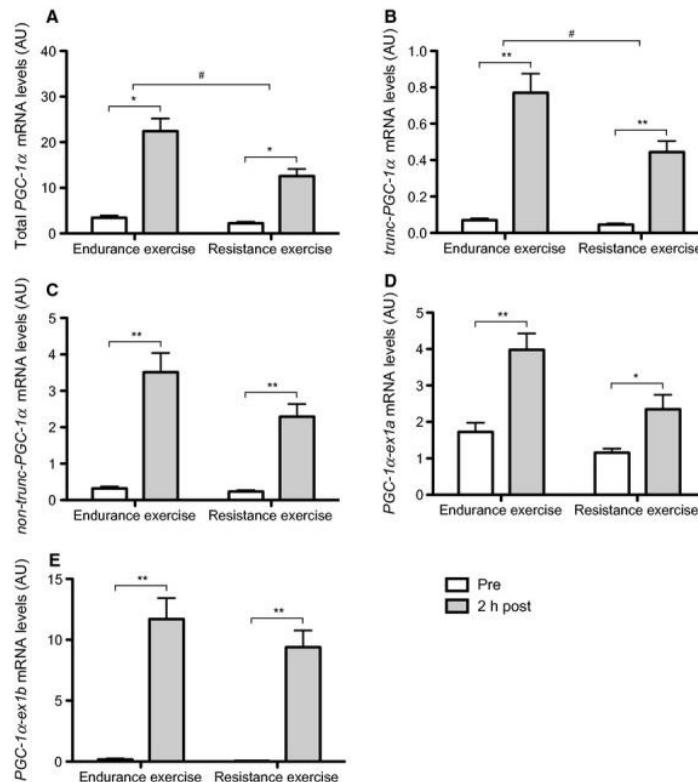 A
Total PGC-1α mRNA levels (AU)
40
30
20
10
0
#
*
*
Endurance exercise
Resistance exercise
B
trunc-PGC-1α mRNA levels (AU)
1.0
0.8
0.6
0.4
0.2
0.0
#
**
**
Endurance exercise
Resistance exercise
C
non-trunc-PGC-1α mRNA levels (AU)
5
4
3
2
1
0
**
**
Endurance exercise
Resistance exercise
D
PGC-1α-ex1a mRNA levels (AU)
5
4
3
2
1
0
**
*
Endurance exercise
Resistance exercise
E
PGC-1α-ex1b mRNA levels (AU)
15
10
5
0
**
**
Endurance exercise
Resistance exercise
Pre
2 h post